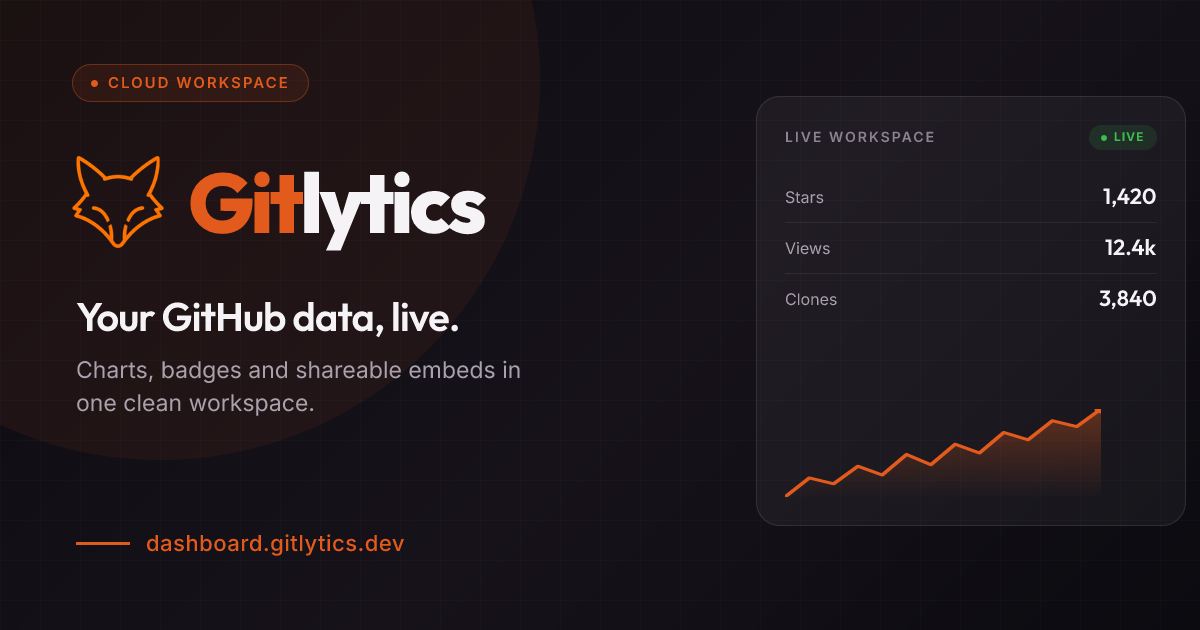 CLOUD WORKSPACE
Gitlytics
Your GitHub data, live.
Charts, badges and shareable embeds in
one clean workspace.
dashboard.gitlytics.dev
LIVE WORKSPACE
LIVE
Stars 1,420
Views 12.4k
Clones 3,840